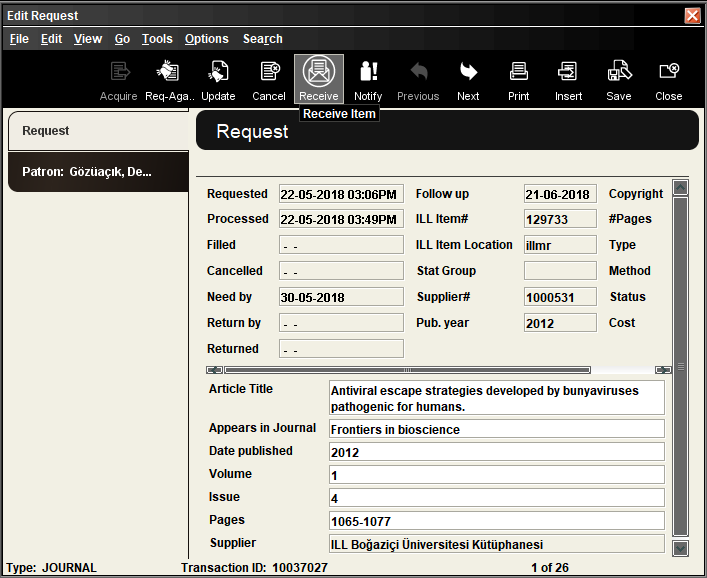 Edit Request
File Edit View Go Tools Options Search
Acquire Req-Aga.. Update Cancel Receive Notify Previous Next Print Insert Save Close
Receive Item
Request
Patron: Gözüaçık, De...
Request
Requested 22-05-2018 03:06PM Follow up 21-06-2018 Copyright
Processed 22-05-2018 03:49PM ILL Item# 129733 #Pages
Filled - - ILL Item Location illmr Type
Cancelled - - Stat Group Method
Need by 30-05-2018 Supplier# 1000531 Status
Return by - - Pub. year 2012 Cost
Returned - -
Article Title Antiviral escape strategies developed by bunyaviruses
pathogenic for humans.
Appears in Journal Frontiers in bioscience
Date published 2012
Volume 1
Issue 4
Pages 1065-1077
Supplier ILL Boğaziçi Üniversitesi Kütüphanesi
Type: JOURNAL Transaction ID: 10037027 1 of 26